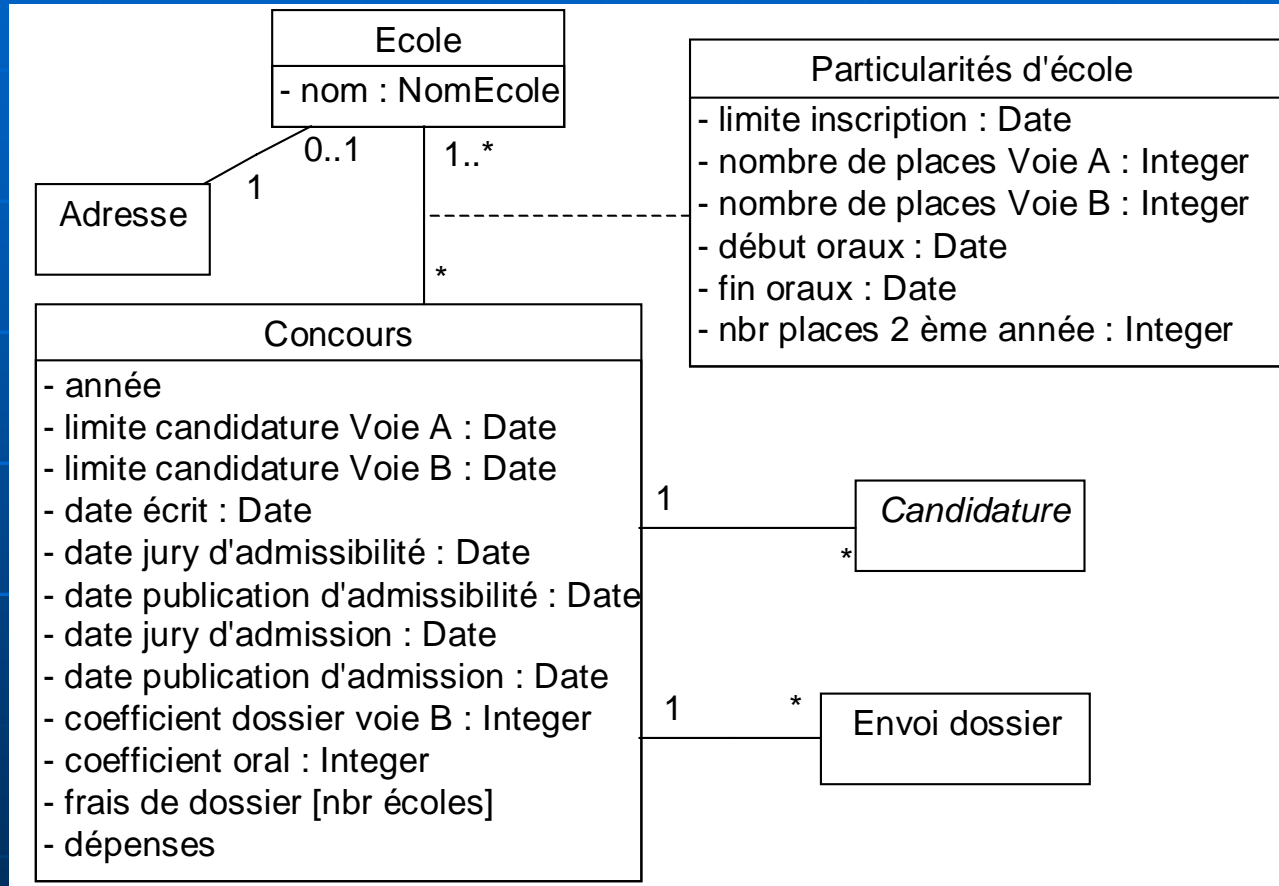 Ecole
- nom : NomEcole
Particularités d'école
- limite inscription : Date
- nombre de places Voie A : Integer
- nombre de places Voie B : Integer
- début oraux : Date
- fin oraux : Date
- nbr places 2 ème année : Integer
0..1
1..*
1
Adresse
*
Concours
- année
- limite candidature Voie A : Date
- limite candidature Voie B : Date
- date écrit : Date
- date jury d'admissibilité : Date
- date publication d'admissibilité : Date
- date jury d'admission : Date
- date publication d'admission : Date
- coefficient dossier voie B : Integer
- coefficient oral : Integer
- frais de dossier [nbr écoles]
- dépenses
1
Candidature
*
1
*
Envoi dossier